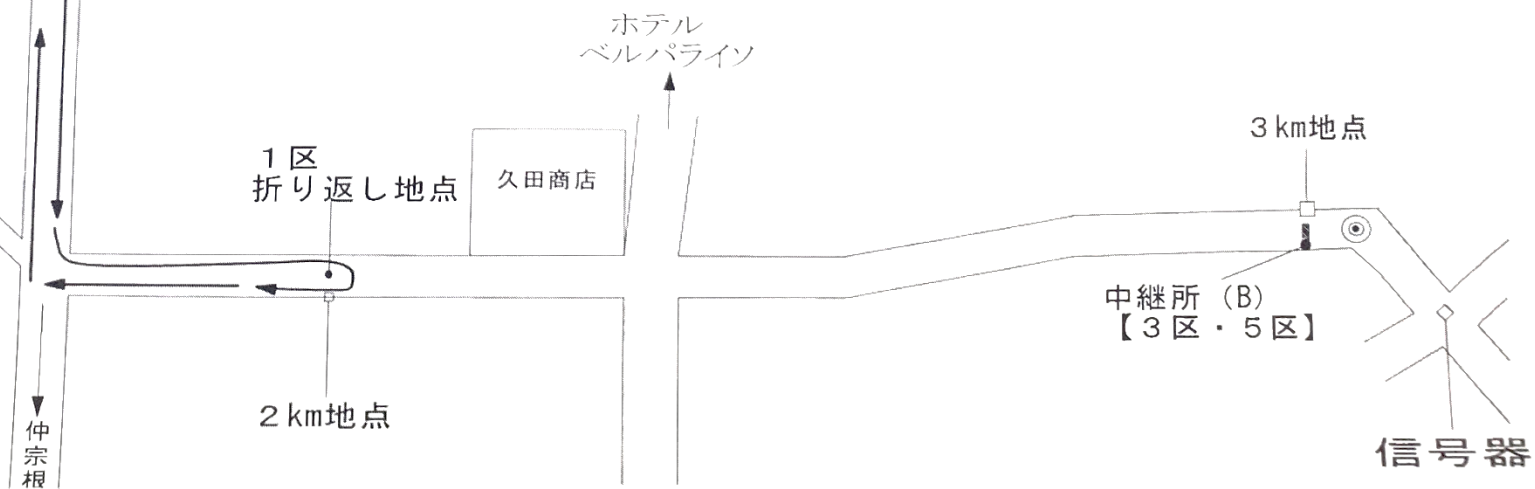 ホテル
ベルパライソ
3km地点
1区
折り返し地点
久田商店
中継所(B)
【3区・5区】
2km地点
仲宗根
信号器